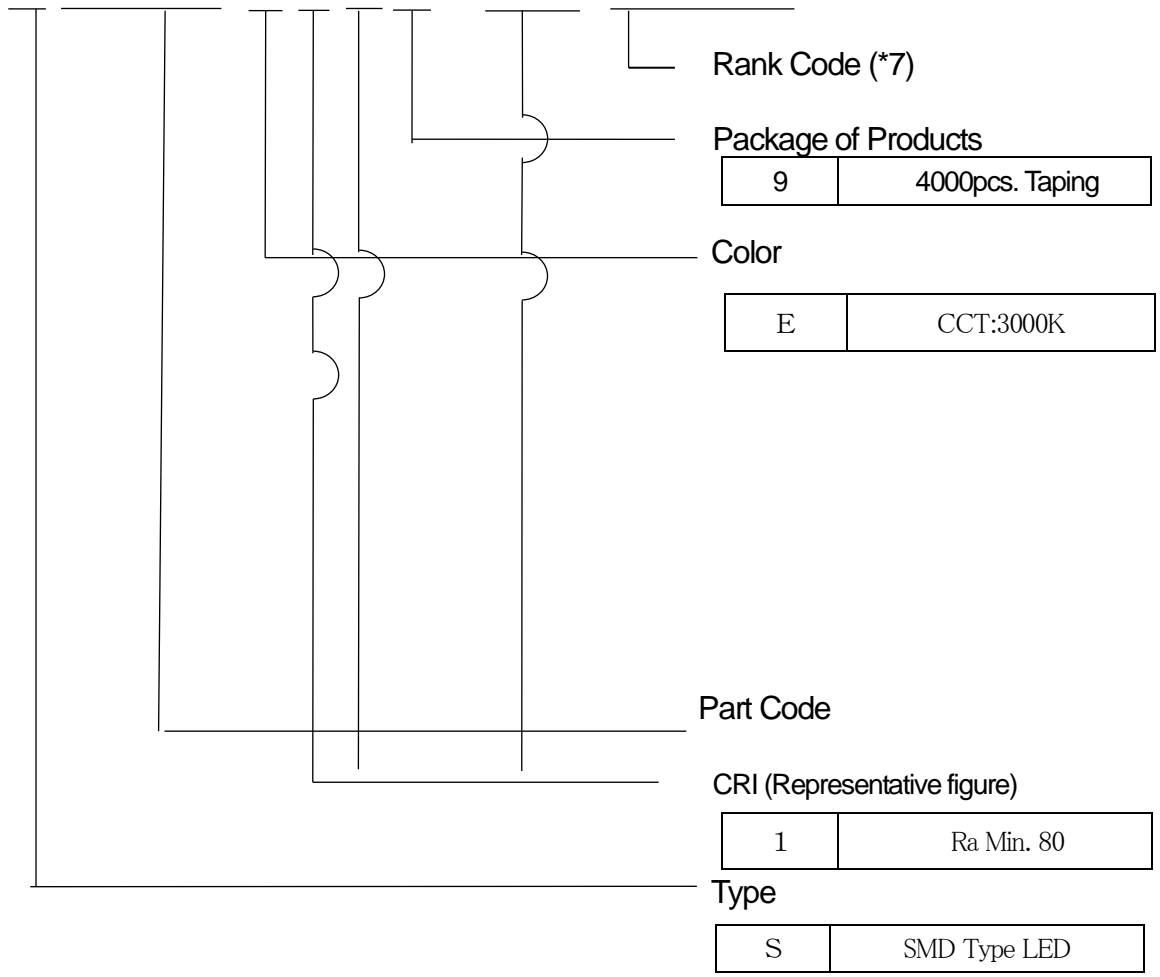 Rank Code (*7)
Package of Products
9 4000pcs. Taping
Color
E CCT:3000K
Part Code
CRI (Representative figure)
1 Ra Min. 80
Type
S SMD Type LED